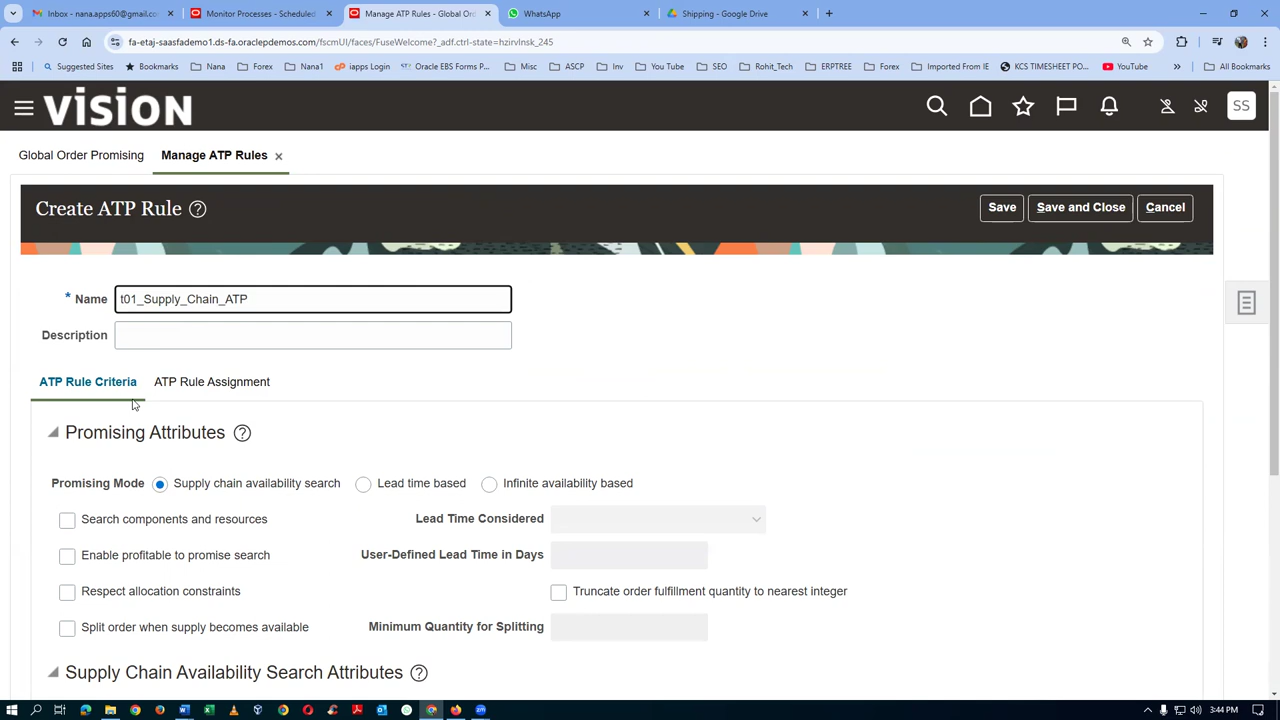 Inbox - nana.apps60@gmail.co
Monitor Processes - Scheduled
Manage ATP Rules - Global Or
WhatsApp
Shipping - Google Drive
fa-etaj-saasfademo1.ds-fa.oraclepdemos.com/fscmUI/faces/FuseWelcome?_adf.ctrl-state=hzirvlnsk_245
Suggested Sites Bookmarks Nana Forex Nana1 iapps Login Oracle EBS Forms P... Misc ASCP Inv You Tube SEO Rohit_Tech ERPTREE Forex Imported From IE KCS TIMESHEET PO... YouTube » All Bookmarks
VISION
SS
Global Order Promising Manage ATP Rules
Create ATP Rule
Save Save and Close Cancel
* Name t01_Supply_Chain_ATP
Description
ATP Rule Criteria ATP Rule Assignment
Promising Attributes
Promising Mode Supply chain availability search Lead time based Infinite availability based
Search components and resources Lead Time Considered
Enable profitable to promise search User-Defined Lead Time in Days
Respect allocation constraints Truncate order fulfillment quantity to nearest integer
Split order when supply becomes available Minimum Quantity for Splitting
Supply Chain Availability Search Attributes
3:44 PM